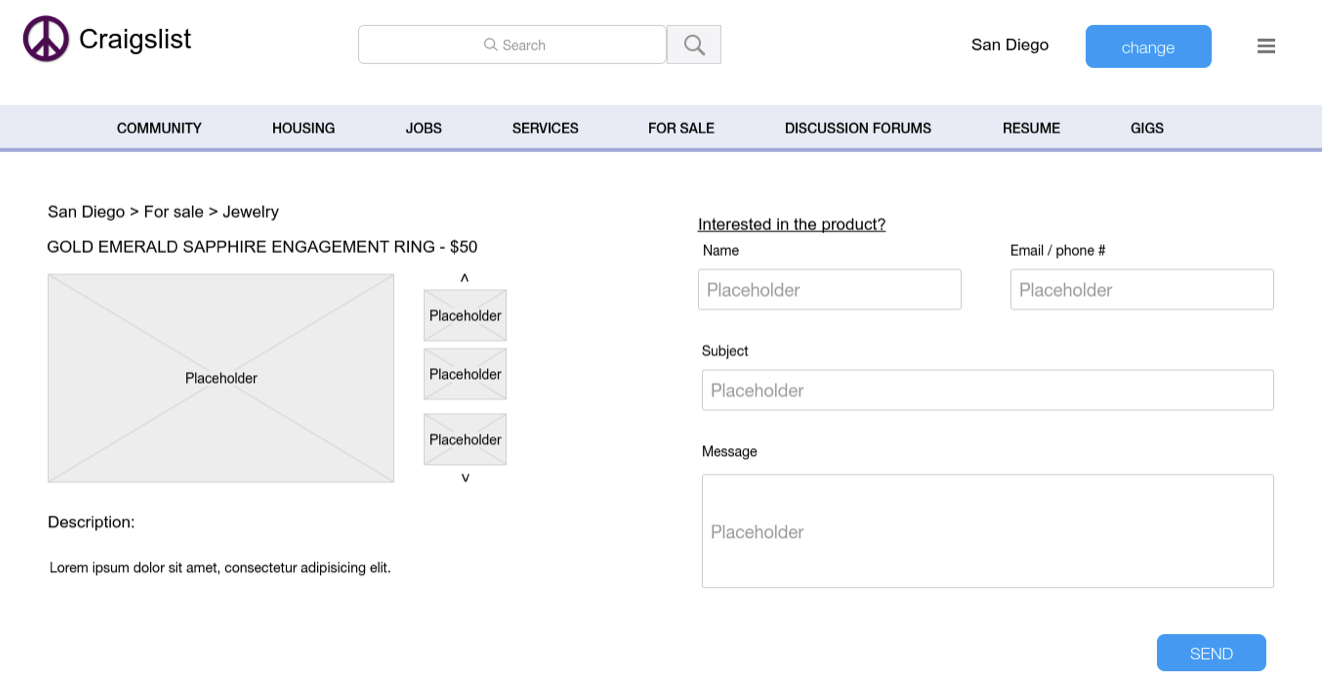 Craigslist
Search
San Diego
change
COMMUNITY HOUSING JOBS SERVICES FOR SALE DISCUSSION FORUMS RESUME GIGS
San Diego > For sale > Jewelry
GOLD EMERALD SAPPHIRE ENGAGEMENT RING - $50
Placeholder
^
Placeholder
Placeholder
Placeholder
v
Description:
Lorem ipsum dolor sit amet, consectetur adipisicing elit.
Interested in the product?
Name Email / phone #
Placeholder Placeholder
Subject
Placeholder
Message
Placeholder
SEND